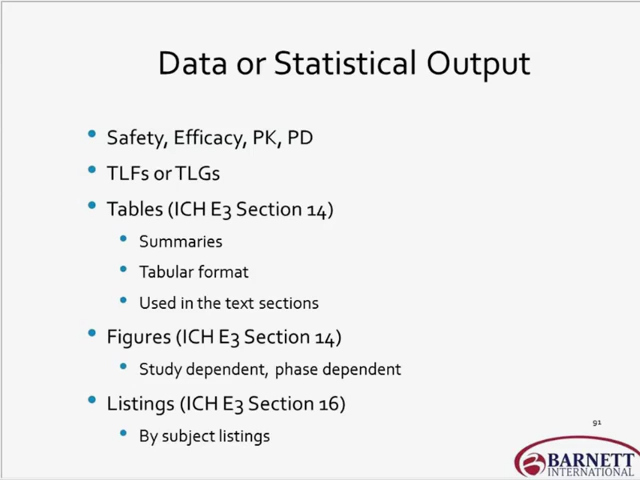 Data or Statistical Output
Safety, Efficacy, PK, PD
TLFs or TLGs
Tables (ICH E3 Section 14)
Summaries
Tabular format
Used in the text sections
Figures (ICH E3 Section 14)
Study dependent, phase dependent
Listings (ICH E3 Section 16)
By subject listings
91
BARNETT
INTERNATIONAL